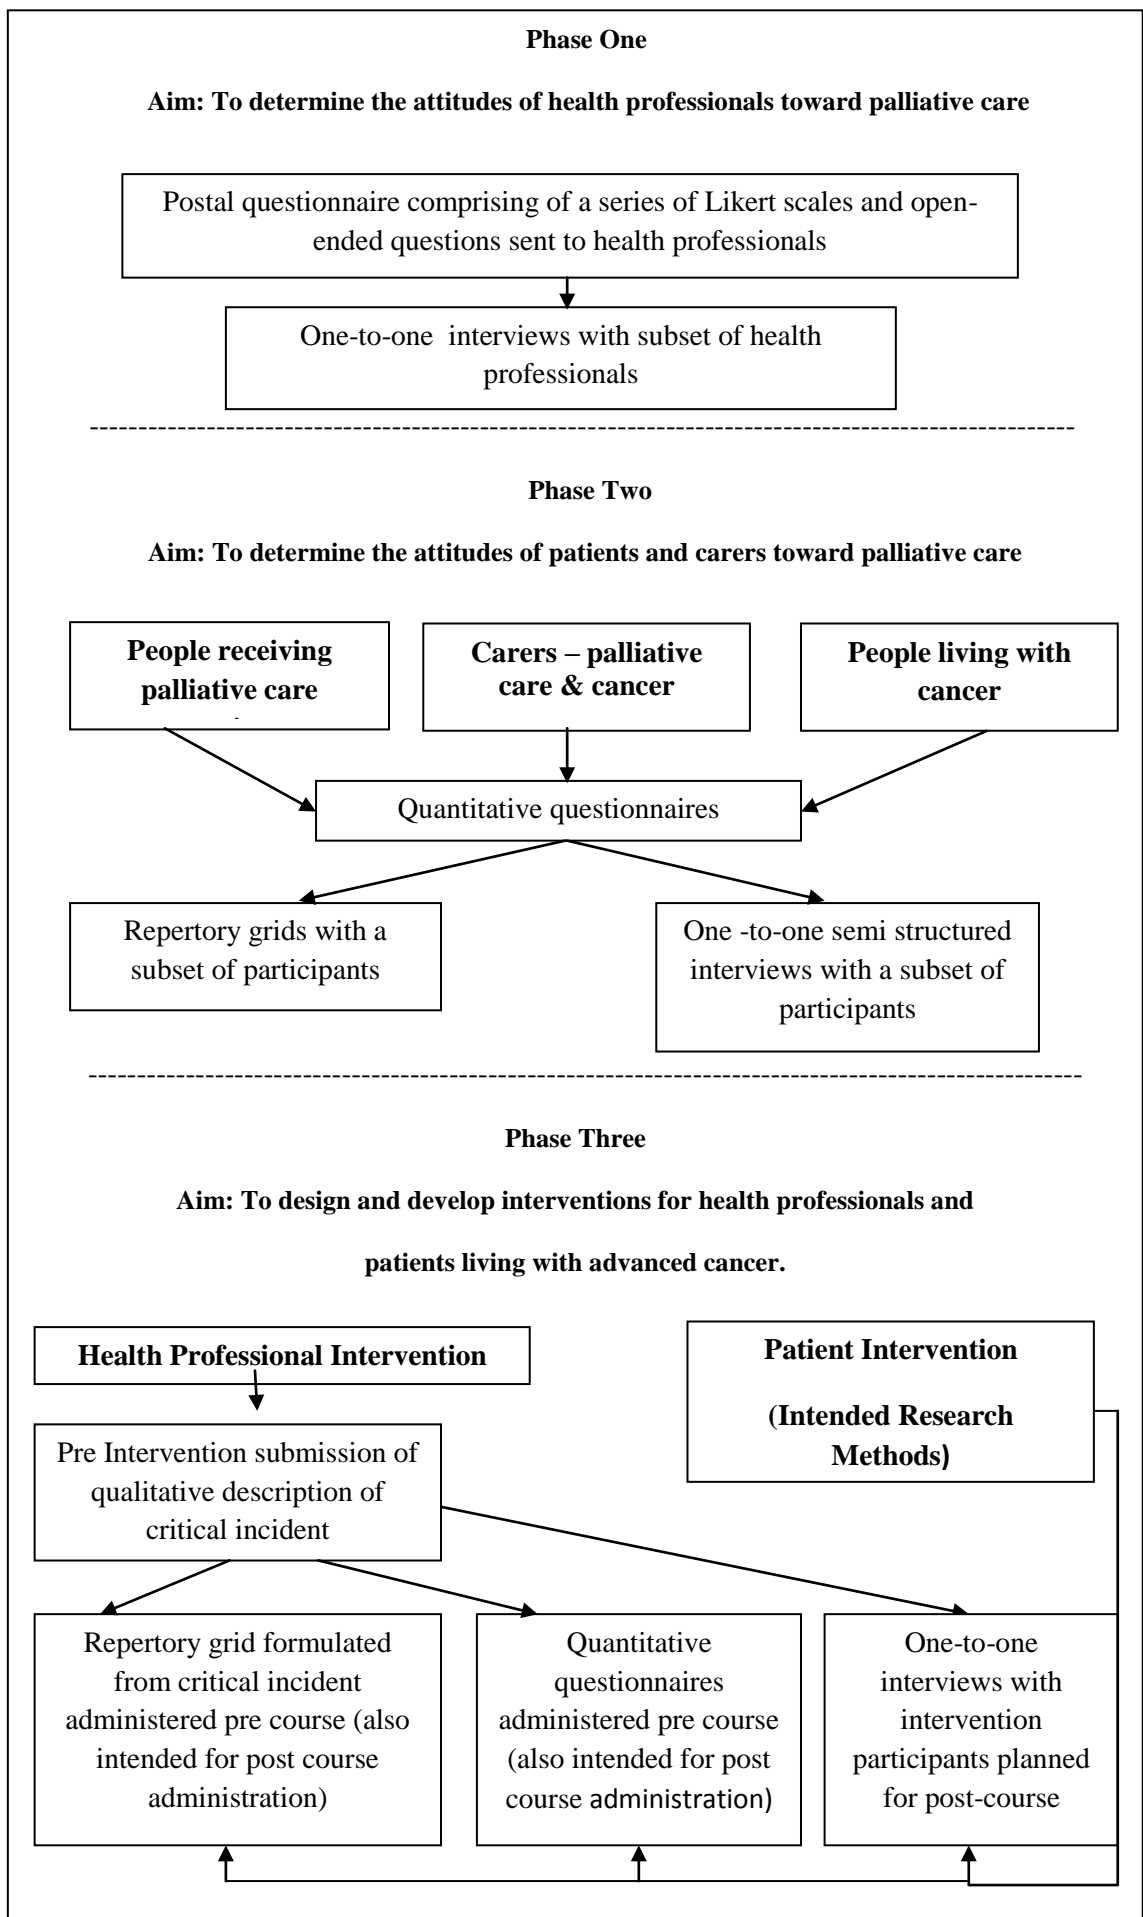 Phase One
Aim: To determine the attitudes of health professionals toward palliative care
Postal questionnaire comprising of a series of Likert scales and open-
ended questions sent to health professionals
One-to-one  interviews with subset of health
professionals
Phase Two
Aim: To determine the attitudes of patients and carers toward palliative care
People receiving
palliative care
Carers – palliative
care & cancer
People living with
cancer
Quantitative questionnaires
Repertory grids with a
subset of participants
One -to-one semi structured
interviews with a subset of
participants
Phase Three
Aim: To design and develop interventions for health professionals and
patients living with advanced cancer.
Health Professional Intervention
Patient Intervention
(Intended Research
Methods)
Pre Intervention submission of
qualitative description of
critical incident
Repertory grid formulated
from critical incident
administered pre course (also
intended for post course
administration)
Quantitative
questionnaires
administered pre course
(also intended for post
course administration)
One-to-one
interviews with
intervention
participants planned
for post-course